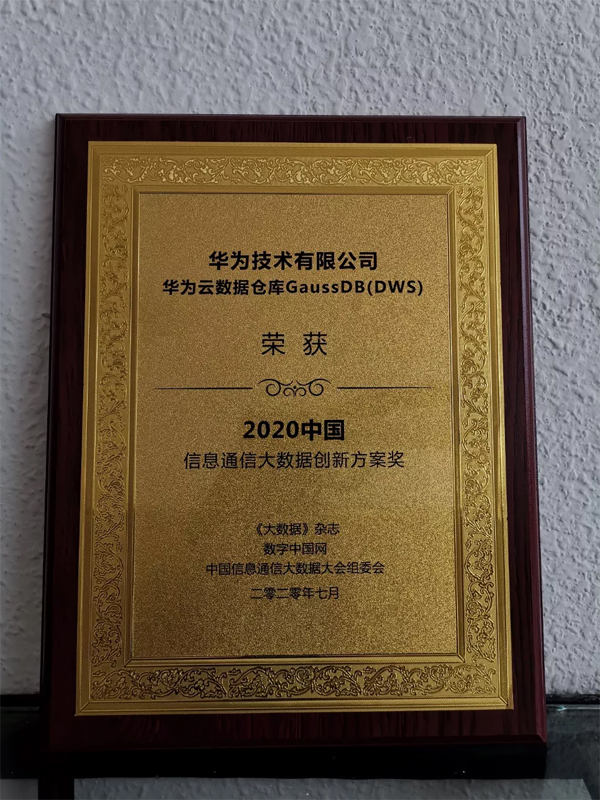 华为技术有限公司
华为云数据仓库GaussDB(DWS)
荣获
2020中国
信息通信大数据创新方案奖
《大数据》杂志
数字中国网
中国信息通信大数据大会组委会
二零二零年七月